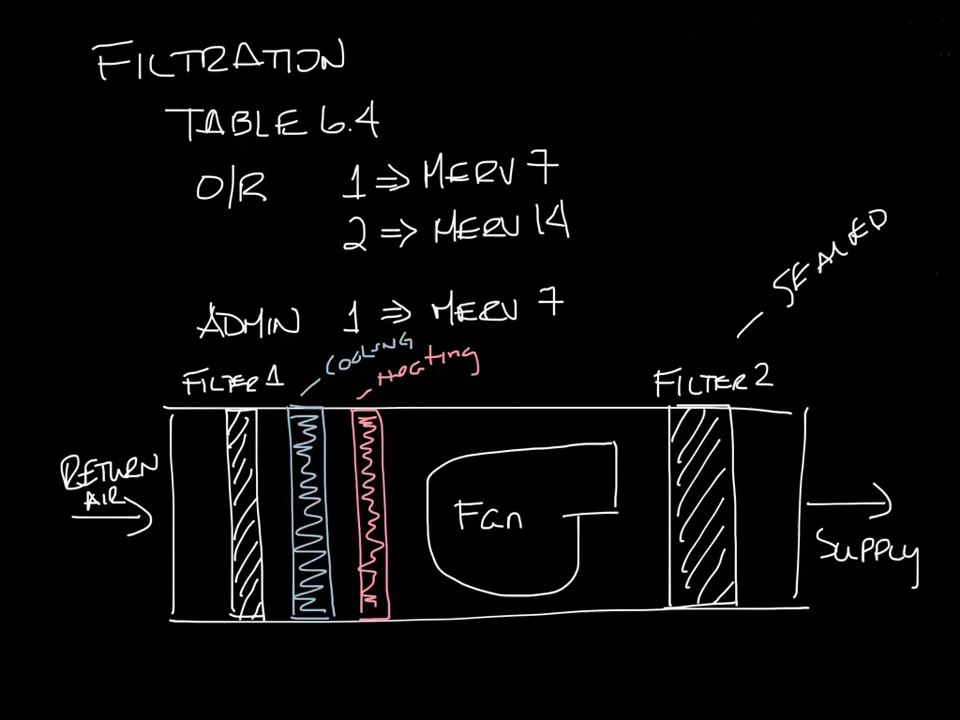 FILTRATION
TABLE 6.4
O/R 1 ⇒ MERV 7
2 ⇒ MERV 14
SEALED
ADMIN 1 ⇒ MERV 7
COOLING
Heating
FILTER 1
FILTER 2
RETURN
AIR
Fan
SUPPLY